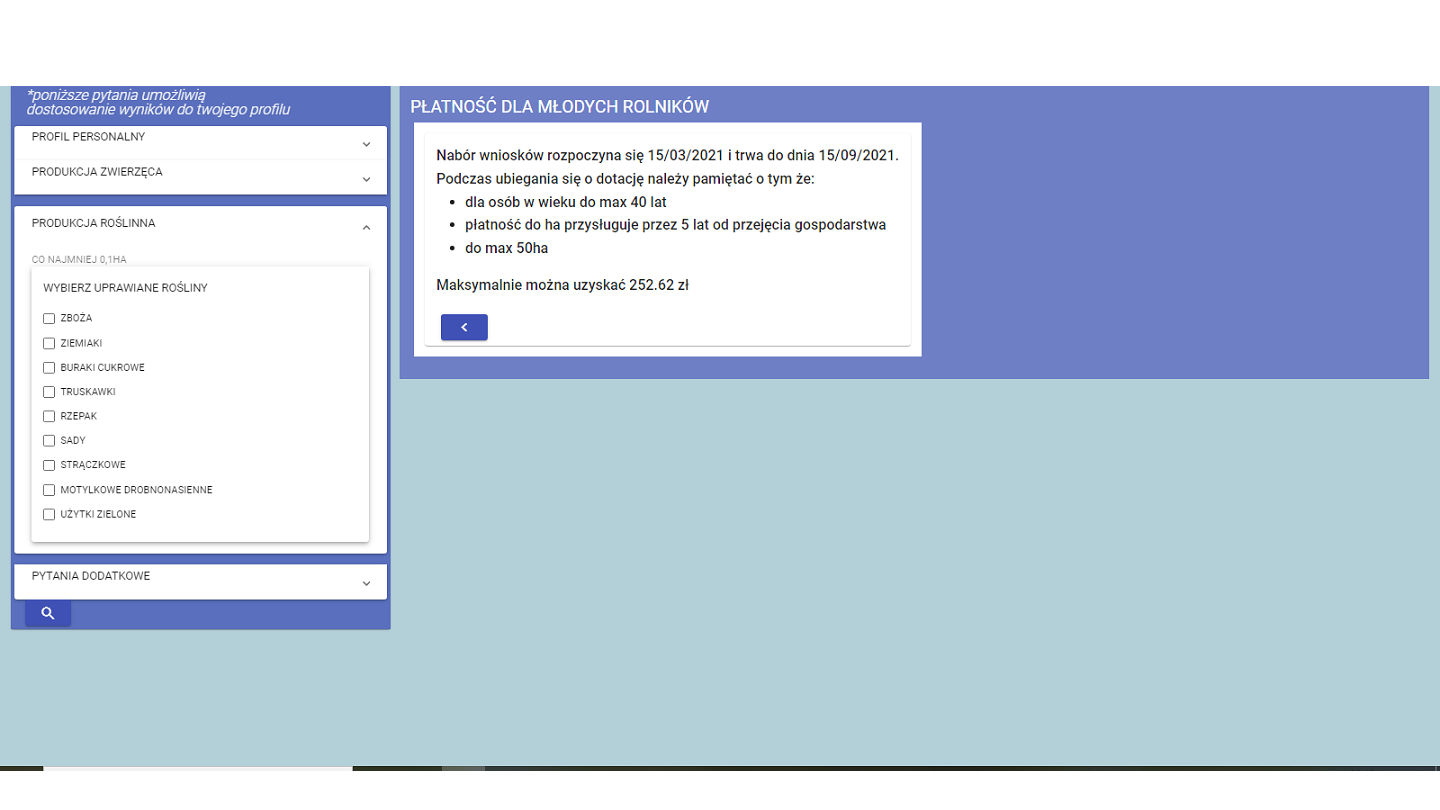 *poniższe pytania umożliwią
dostosowanie wyników do twojego profilu
PROFIL PERSONALNY
PRODUKCJA ZWIERZĘCA
PRODUKCJA ROŚLINNA
CO NAJMNIEJ 0,1HA
WYBIERZ UPRAWIANE ROŚLINY
ZBOŻA
ZIEMIAKI
BURAKI CUKROWE
TRUSKAWKI
RZEPAK
SADY
STRĄCZKOWE
MOTYLKOWE DROBNONASIENNE
UŻYTKI ZIELONE
PYTANIA DODATKOWE
PŁATNOŚĆ DLA MŁODYCH ROLNIKÓW
Nabór wniosków rozpoczyna się 15/03/2021 i trwa do dnia 15/09/2021.
Podczas ubiegania się o dotację należy pamiętać o tym że:
dla osób w wieku do max 40 lat
płatność do ha przysługuje przez 5 lat od przejęcia gospodarstwa
do max 50ha
Maksymalnie można uzyskać 252.62 zł